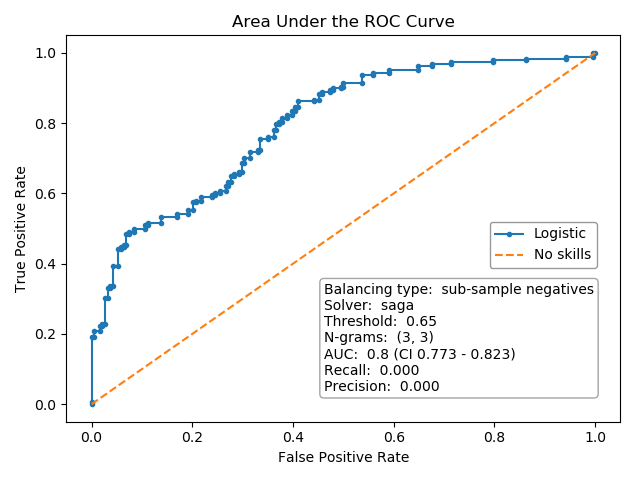 Area Under the ROC Curve
True Positive Rate
1.0
0.8
0.6
0.4
0.2
0.0
Logistic
No skills
Balancing type:  sub-sample negatives
Solver:  saga
Threshold:  0.65
N-grams:  (3, 3)
AUC:  0.8 (CI 0.773 - 0.823)
Recall:  0.000
Precision:  0.000
0.0 0.2 0.4 0.6 0.8 1.0
False Positive Rate